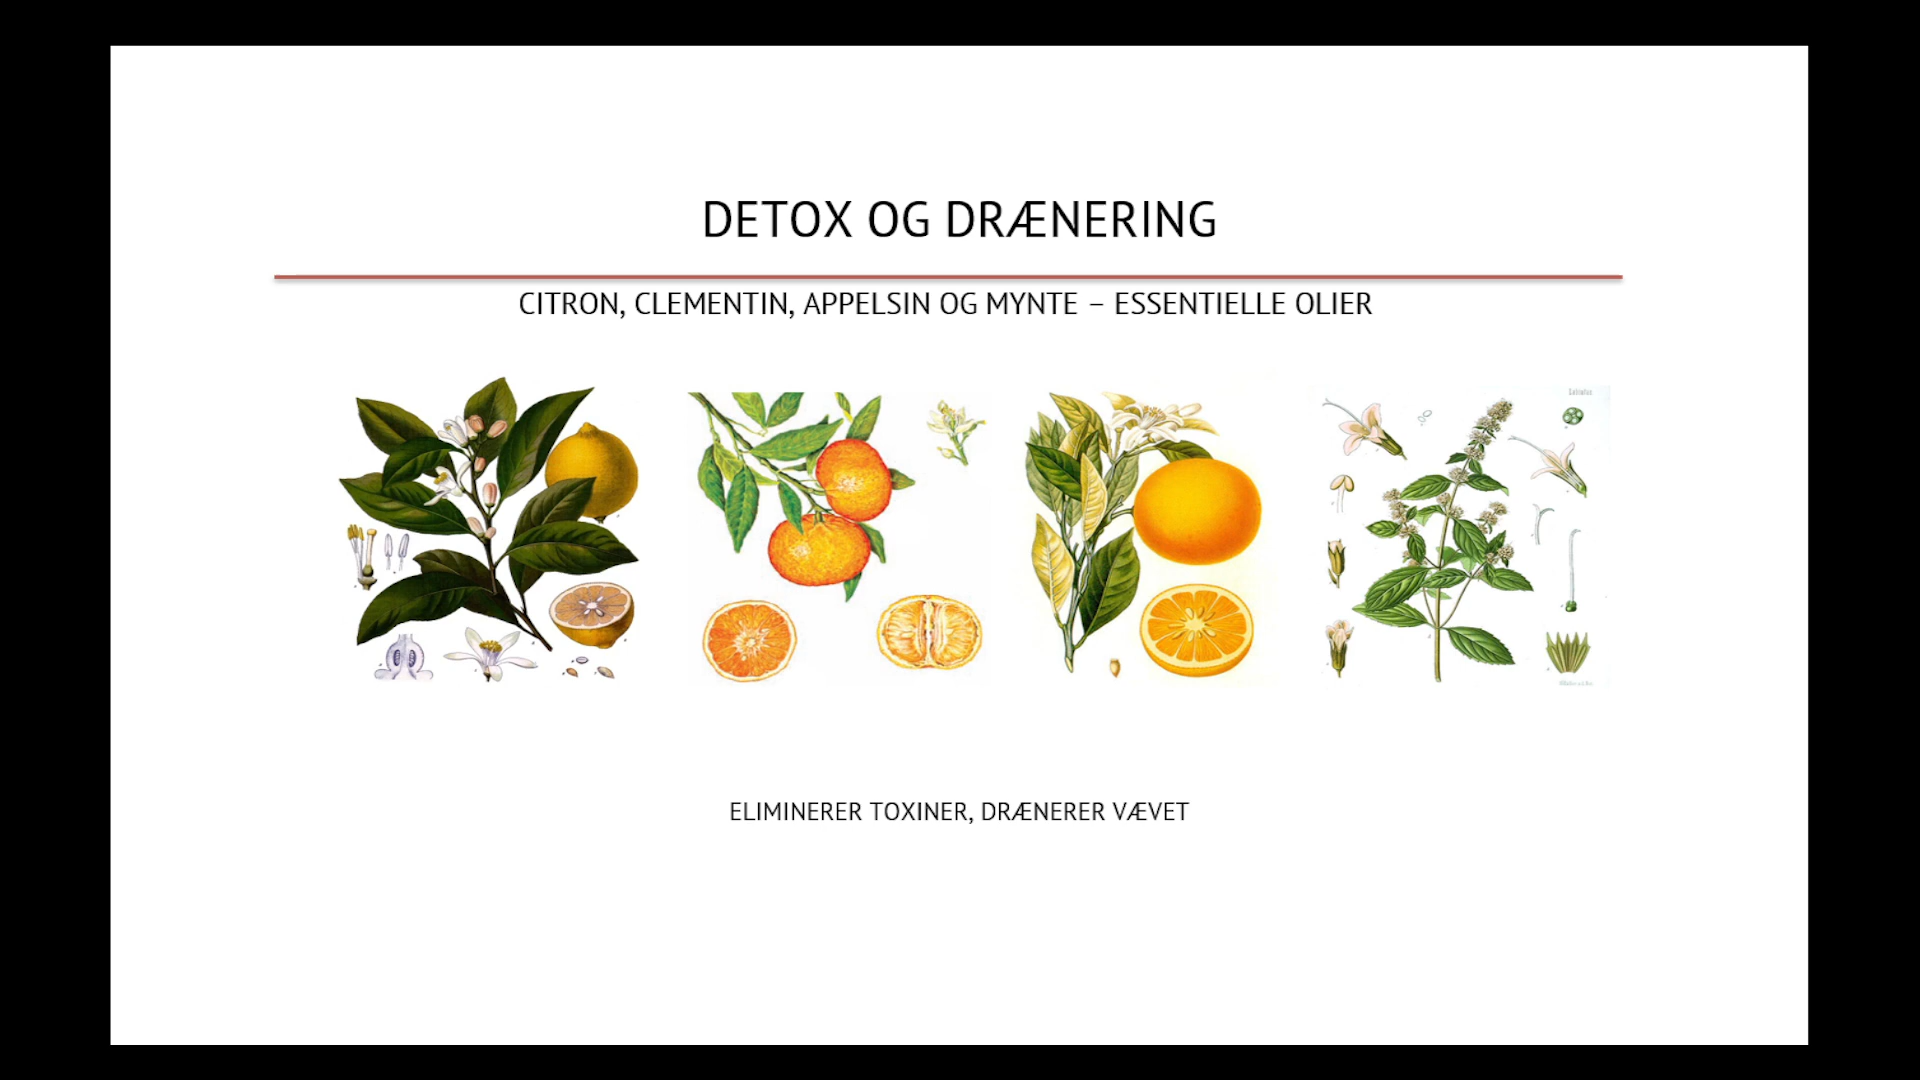 DETOX OG DRÆNERING
CITRON, CLEMENTIN, APPELSIN OG MYNTE – ESSENTIELLE OLIER
ELIMINERER TOXINER, DRÆNERER VÆVET